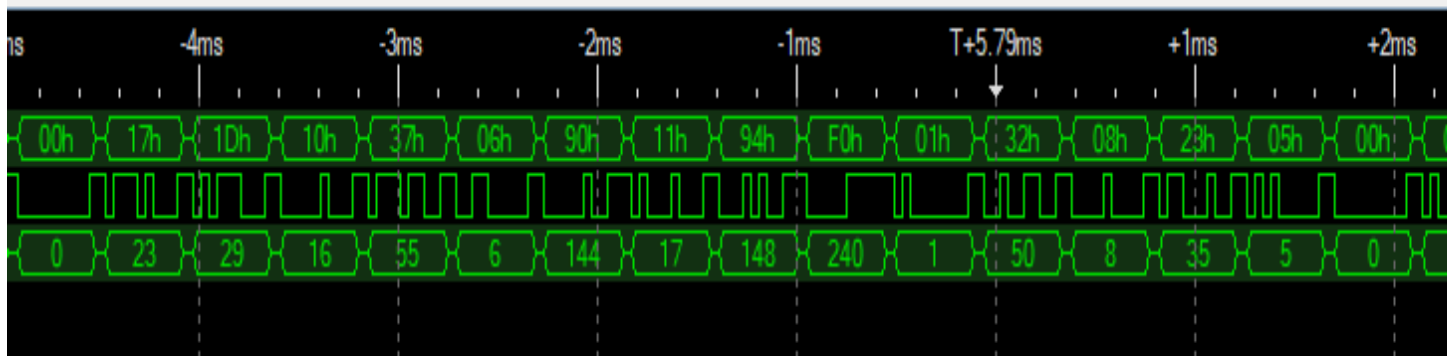 -4ms -3ms -2ms -1ms T+5.79ms +1ms +2ms
00h 17h 1Dh 10h 37h 06h 90h 11h 94h F0h 01h 32h 08h 23h 05h 00h
0 23 29 16 55 6 144 17 148 240 1 50 8 35 5 0